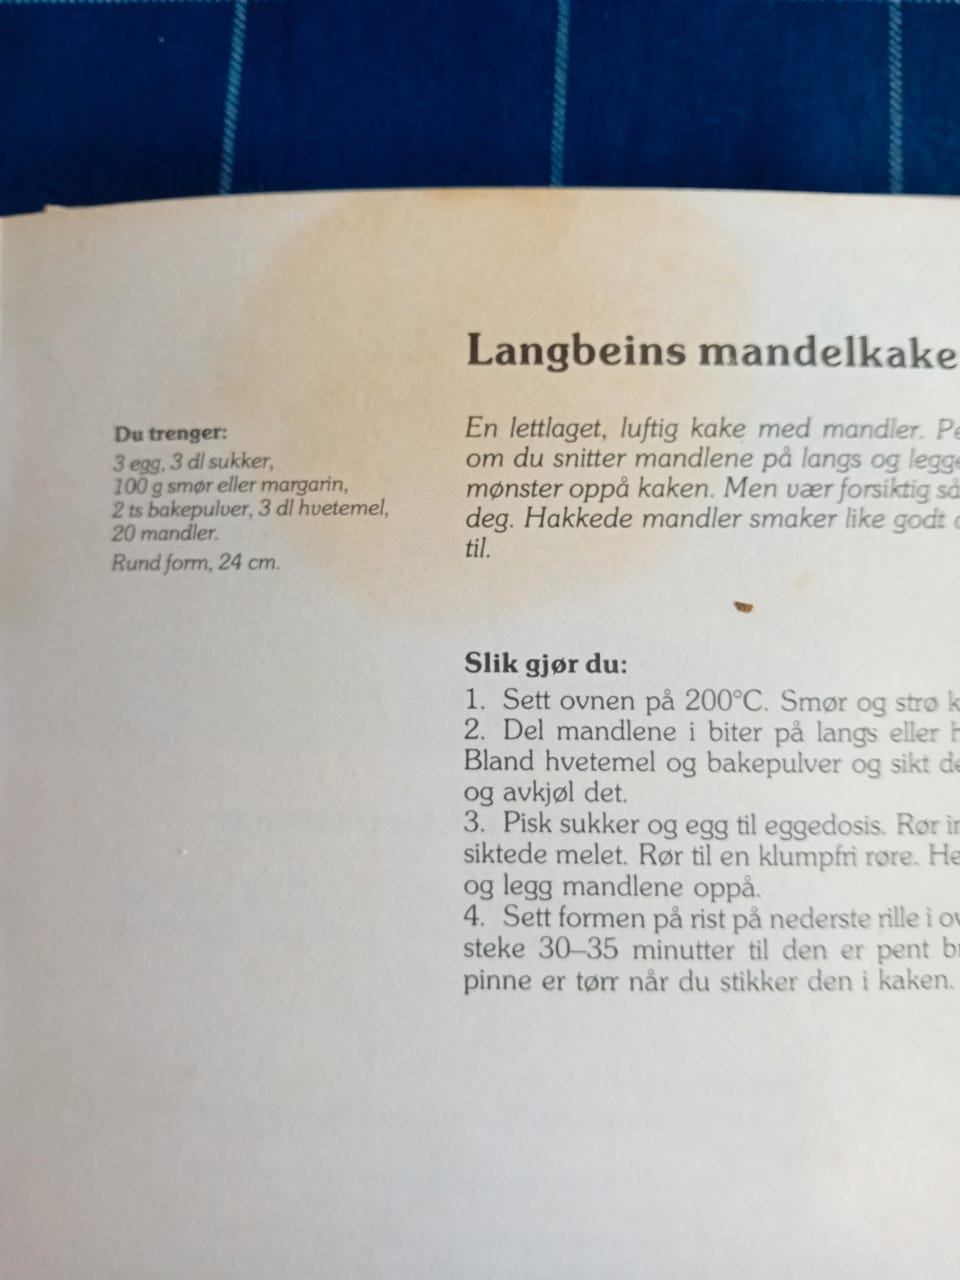 Langbeins mandelkake
Du trenger:
3 egg, 3 dl sukker,
100 g smør eller margarin,
2 ts bakepulver, 3 dl hvetemel,
20 mandler.
Rund form, 24 cm.
En lettlaget, luftig kake med mandler.
om du snitter mandlene på langs og
mønster oppå kaken. Men vær forsiktig så
deg. Hakkede mandler smaker like godt
til.
Slik gjør du:
1. Sett ovnen på 200°C. Smør og strø
2. Del mandlene i biter på langs eller
Bland hvetemel og bakepulver og sikt
og avkjøl det.
3. Pisk sukker og egg til eggedosis. Rør
siktede melet. Rør til en klumpfri røre.
og legg mandlene oppå.
4. Sett formen på rist på nederste rille i
steke 30–35 minutter til den er pent
pinne er tørr når du stikker den i kaken.